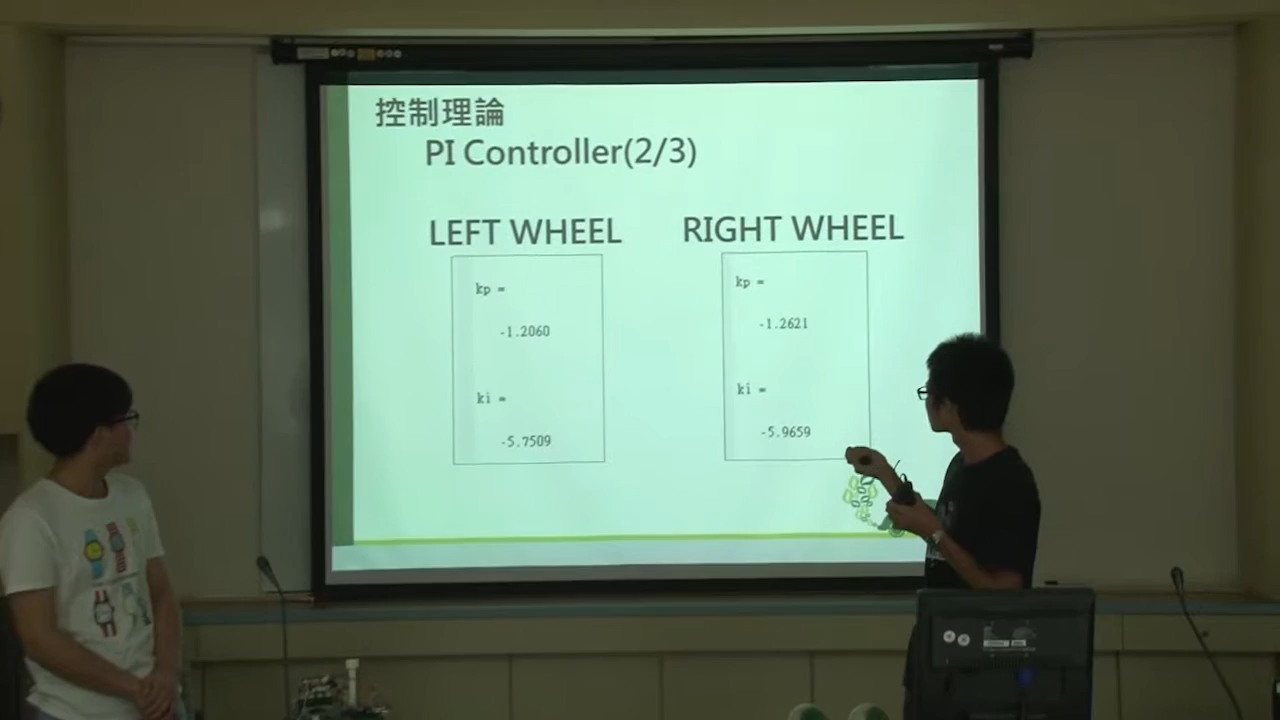 控制理論
PI Controller(2/3)
LEFT WHEEL
RIGHT WHEEL
kp =
-1.2060
ki =
-5.7509
kp =
-1.2621
ki =
-5.9659